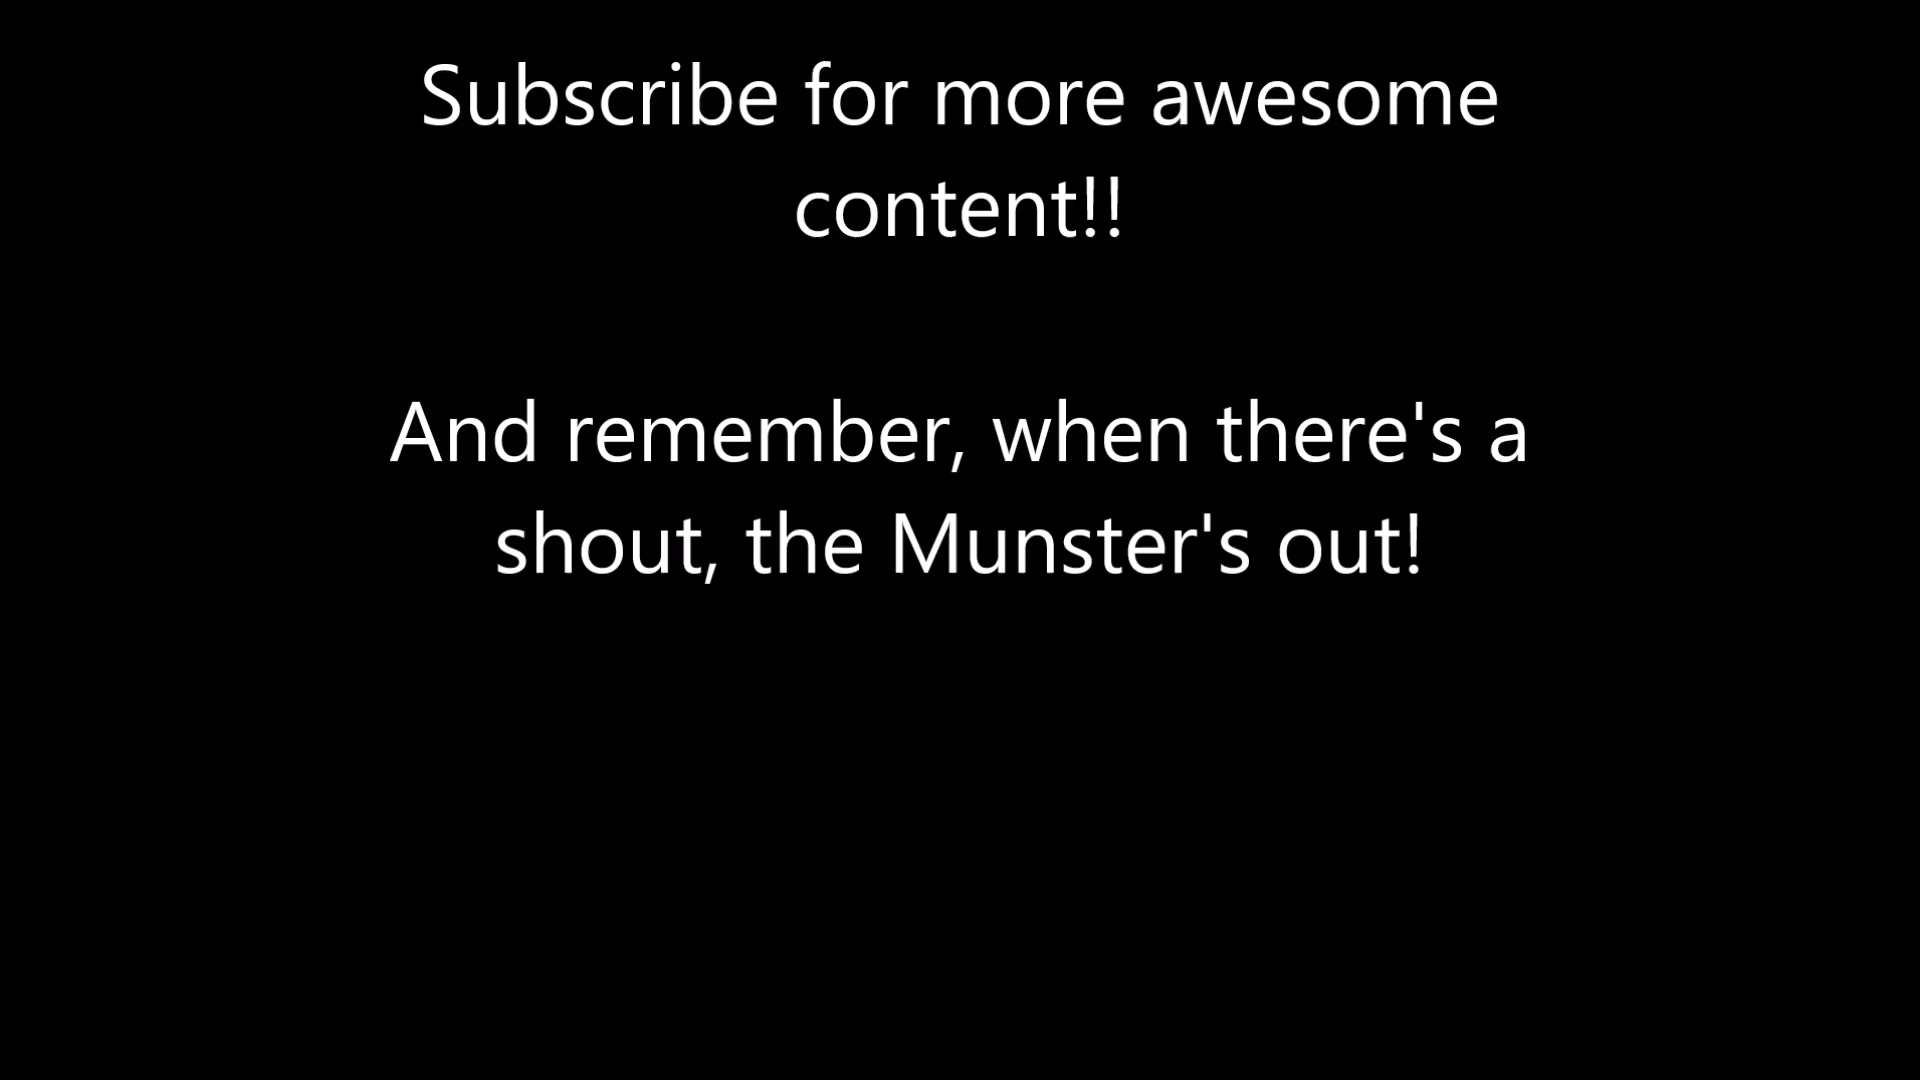 Subscribe for more awesome
content!!
And remember, when there's a
shout, the Munster's out!